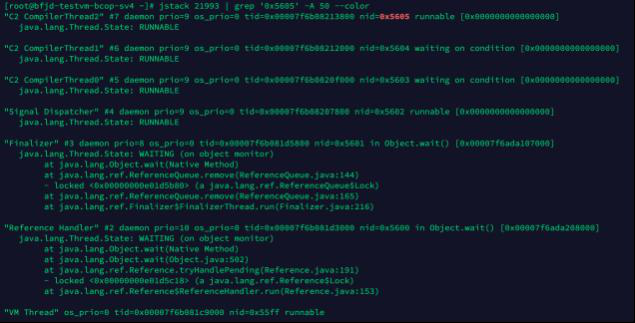 [root@bfjd-testvm-bcop-sv4 ~]# jstack 21993 | grep '0x5605' -A 50 --color
"C2 CompilerThread2" #7 daemon prio=9 os_prio=0 tid=0x00007f6b08213800 nid=0x5605 runnable [0x0000000000000000]
java.lang.Thread.State: RUNNABLE
"C2 CompilerThread1" #6 daemon prio=9 os_prio=0 tid=0x00007f6b08212000 nid=0x5604 waiting on condition [0x0000000000000000]
java.lang.Thread.State: RUNNABLE
"C2 CompilerThread0" #5 daemon prio=9 os_prio=0 tid=0x00007f6b0820f000 nid=0x5603 waiting on condition [0x0000000000000000]
java.lang.Thread.State: RUNNABLE
"Signal Dispatcher" #4 daemon prio=9 os_prio=0 tid=0x00007f6b08207800 nid=0x5602 runnable [0x0000000000000000]
java.lang.Thread.State: RUNNABLE
"Finalizer" #3 daemon prio=8 os_prio=0 tid=0x00007f6b081d5800 nid=0x5601 in Object.wait() [0x00007f6ada107000]
java.lang.Thread.State: WAITING (on object monitor)
at java.lang.Object.wait(Native Method)
at java.lang.ref.ReferenceQueue.remove(ReferenceQueue.java:144)
- locked <0x00000000e01d5b80> (a java.lang.ref.ReferenceQueue$Lock)
at java.lang.ref.ReferenceQueue.remove(ReferenceQueue.java:165)
at java.lang.ref.Finalizer$FinalizerThread.run(Finalizer.java:216)
"Reference Handler" #2 daemon prio=10 os_prio=0 tid=0x00007f6b081d3000 nid=0x5600 in Object.wait() [0x00007f6ada208000]
java.lang.Thread.State: WAITING (on object monitor)
at java.lang.Object.wait(Native Method)
at java.lang.Object.wait(Object.java:502)
at java.lang.ref.Reference.tryHandlePending(Reference.java:191)
- locked <0x00000000e01d5c18> (a java.lang.ref.Reference$Lock)
at java.lang.ref.Reference$ReferenceHandler.run(Reference.java:153)
"VM Thread" os_prio=0 tid=0x00007f6b081c9000 nid=0x55ff runnable